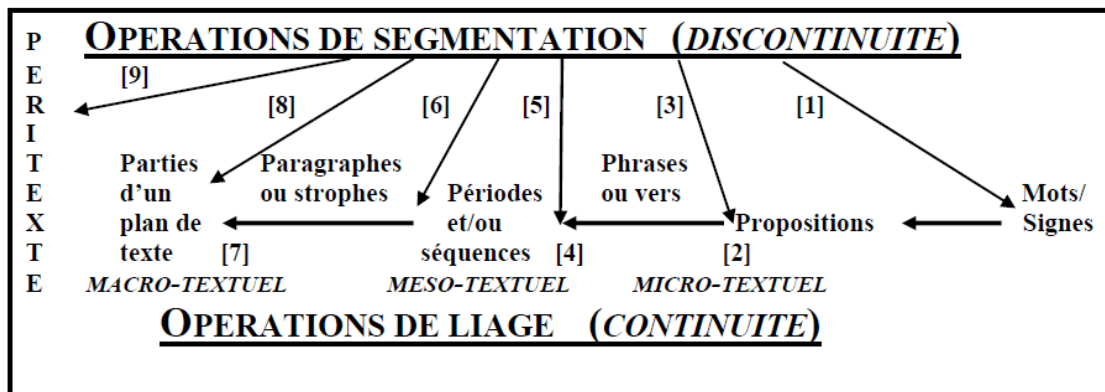 OPERATIONS DE SEGMENTATION (DISCONTINUITE)
PERITEXTE
[9]
[8] [6] [5] [3] [1]
Parties d’un plan de texte
Paragraphes ou strophes
Périodes et/ou séquences
Phrases ou vers
Propositions
Mots/ Signes
[7] [4] [2]
MACRO-TEXTUEL MESO-TEXTUEL MICRO-TEXTUEL
OPERATIONS DE LIAGE (CONTINUITE)